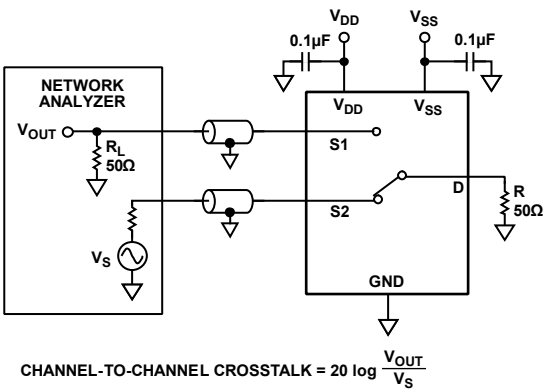 V_DD V_SS
0.1µF 0.1µF
NETWORK
ANALYZER
V_DD V_SS
V_OUT
R_L
50Ω
S1
S2
D
R
50Ω
V_S
GND
CHANNEL-TO-CHANNEL CROSSTALK = 20 log V_OUT
V_S